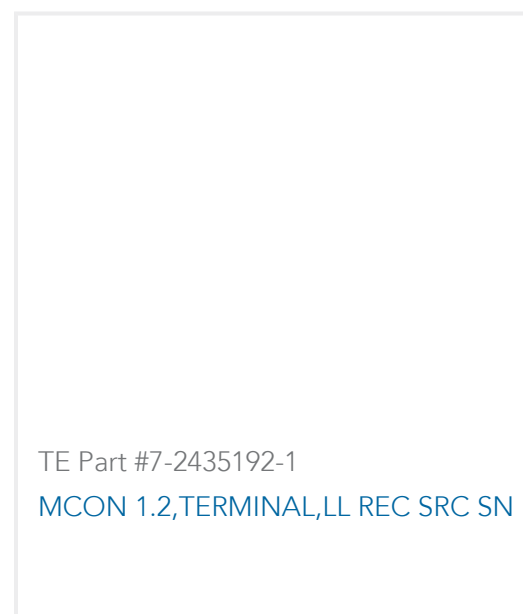 TE Part #7-2435192-1
MCON 1.2,TERMINAL,LL REC SRC SN